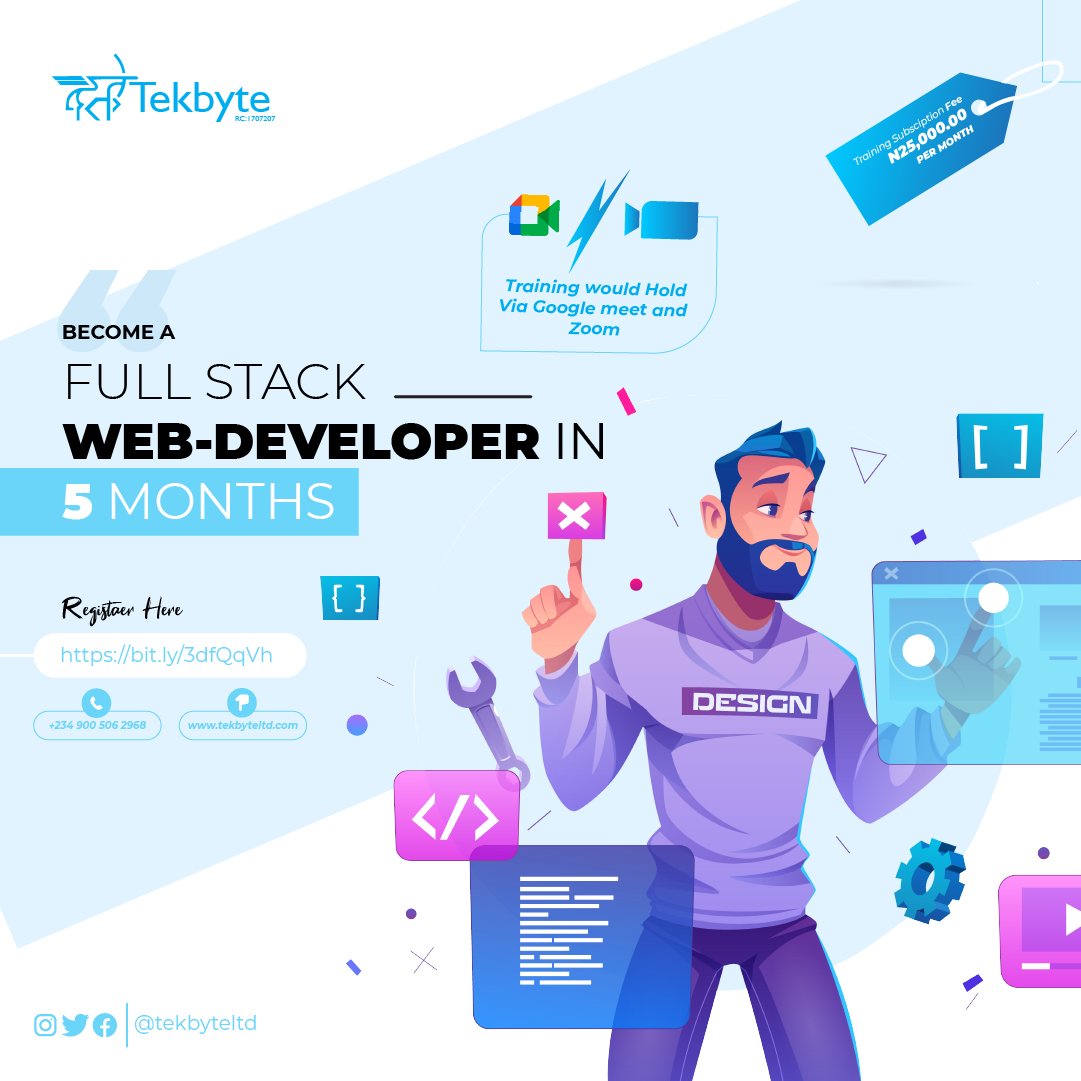 Tekbyte
RC:1707207
Training Subsciption Fee
N25,000.00
PER MONTH
Training would Hold
Via Google meet and
Zoom
BECOME A
FULL STACK
WEB-DEVELOPER IN
5 MONTHS
Registaer Here
https://bit.ly/3dfQqVh
+234 900 506 2968
www.tekbyteltd.com
[ ]
{ }
DESIGN
</>
@tekbyteltd